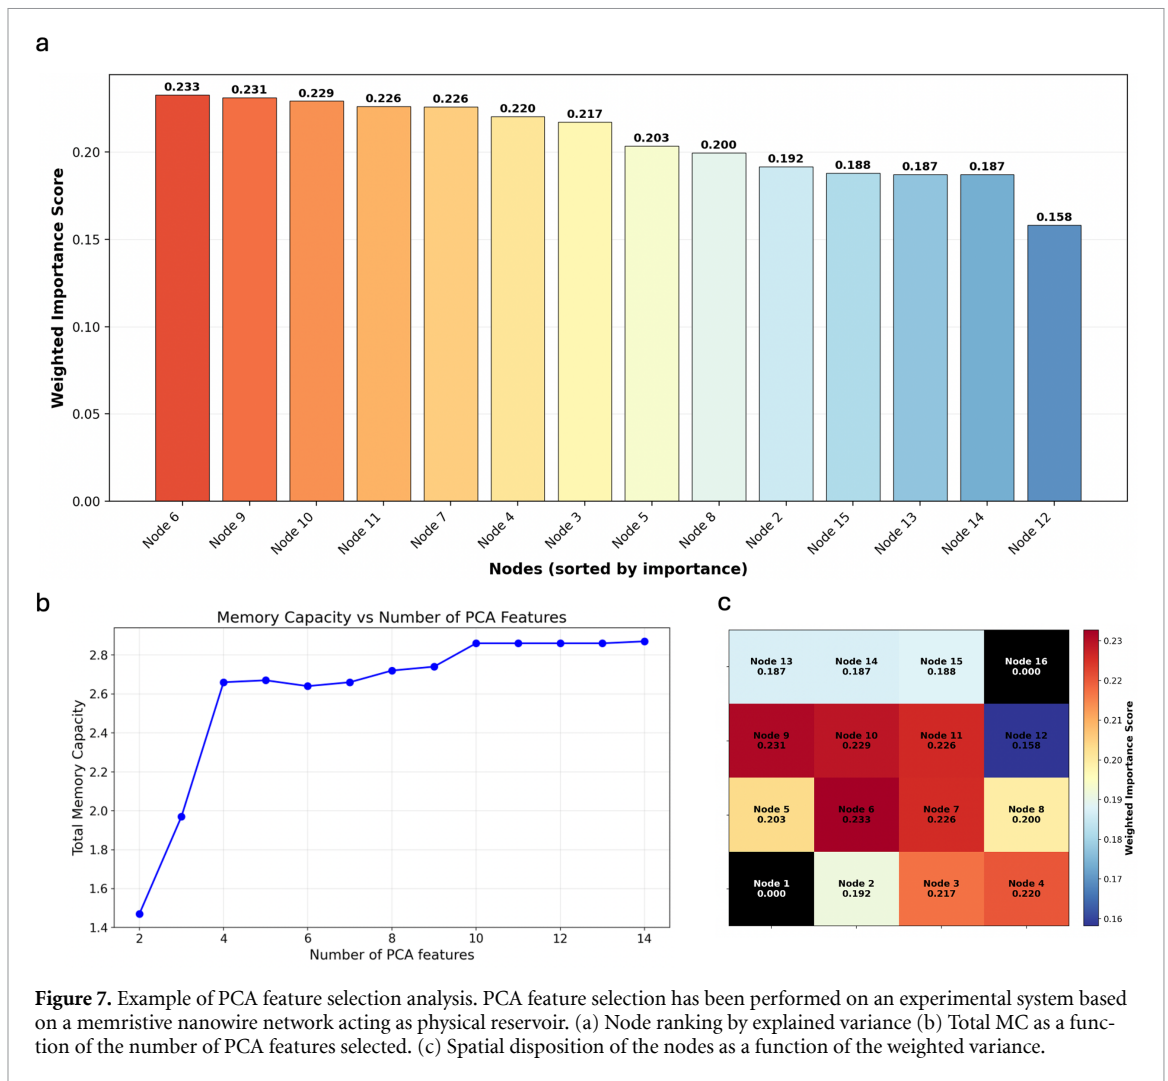 a
0.233
0.231
0.229
0.226
0.226
0.220
0.217
0.203
0.200
0.192
0.188
0.187
0.187
0.158
Weighted Importance Score
0.20
0.15
0.10
0.05
0.00
Node 6
Node 9
Node 10
Node 11
Node 7
Node 4
Node 3
Node 5
Node 8
Node 2
Node 15
Node 13
Node 14
Node 12
Nodes (sorted by importance)
b
Memory Capacity vs Number of PCA Features
Total Memory Capacity
2.8
2.6
2.4
2.2
2.0
1.8
1.6
1.4
2
4
6
8
10
12
14
Number of PCA features
c
Node 13
0.187
Node 14
0.187
Node 15
0.188
Node 16
0.000
Node 9
0.231
Node 10
0.229
Node 11
0.226
Node 12
0.158
Node 5
0.203
Node 6
0.233
Node 7
0.226
Node 8
0.200
Node 1
0.000
Node 2
0.192
Node 3
0.217
Node 4
0.220
0.23
0.22
0.21
0.20
0.19
0.18
0.17
0.16
Weighted Importance Score
Figure 7. Example of PCA feature selection analysis. PCA feature selection has been performed on an experimental system based
on a memristive nanowire network acting as physical reservoir. (a) Node ranking by explained variance (b) Total MC as a func-
tion of the number of PCA features selected. (c) Spatial disposition of the nodes as a function of the weighted variance.